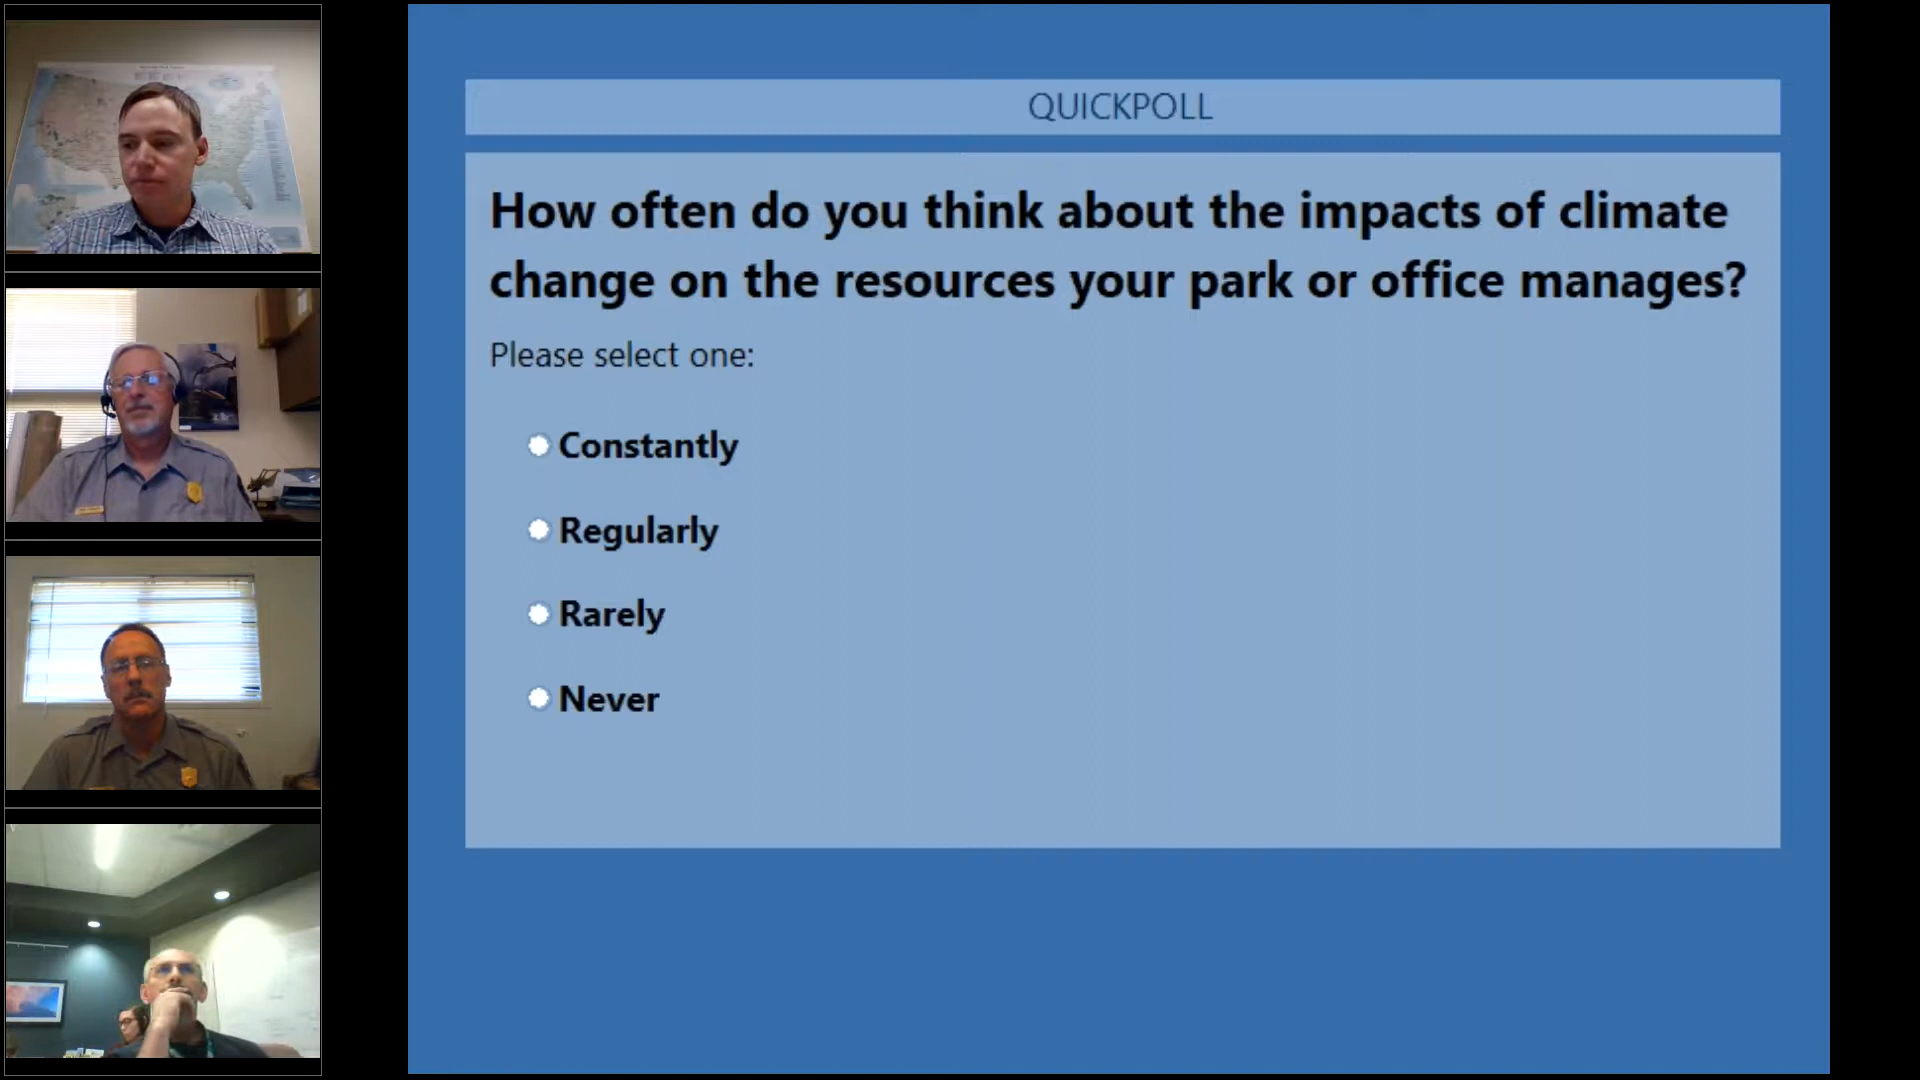 QUICKPOLL
How often do you think about the impacts of climate
change on the resources your park or office manages?
Please select one:
Constantly
Regularly
Rarely
Never